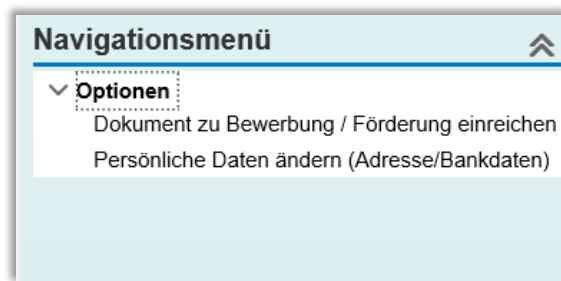 Navigationsmenü
Optionen
Dokument zu Bewerbung / Förderung einreichen
Persönliche Daten ändern (Adresse/Bankdaten)